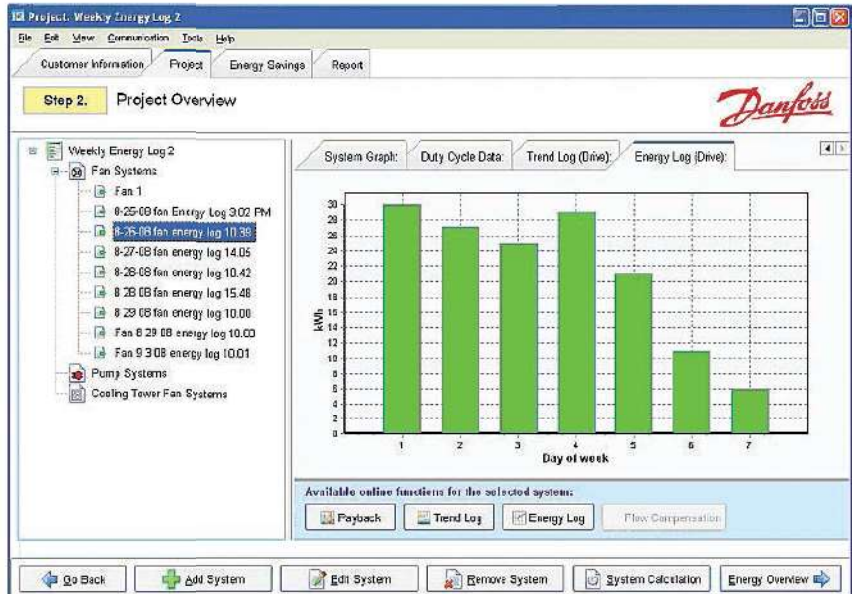 Project: Weekly Energy Log 2
File Edit View Communication Tools Help
Customer Information Project Energy Savings Report
Step 2. Project Overview
Danfoss
Weekly Energy Log 2
Fan Systems
Fan 1
8-25-08 fan Energy Log 3.02 PM
8-26-08 fan energy log 10.39
8-27-08 fan energy log 14.05
8-28-08 fan energy log 10.42
8 28 08 fan energy log 15.48
8 29 08 fan energy log 10.00
Fan 8 29 08 energy log 10.00
Fan 9 3 08 energy log 10.01
Pump Systems
Cooling Tower Fan Systems
System Graph: Duty Cycle Data: Trend Log (Drive): Energy Log (Drive):
kWh
30
28
26
24
22
20
18
16
14
12
10
8
6
4
2
0
1 2 3 4 5 6 7
Day of week
Available online functions for the selected system:
Payback Trend Log Energy Log Flow Compensation
Go Back Add System Edit System Remove System System Calculation Energy Overview